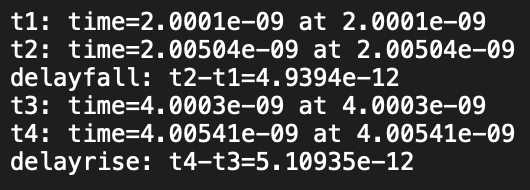 t1: time=2.0001e-09 at 2.0001e-09
t2: time=2.00504e-09 at 2.00504e-09
delayfall: t2-t1=4.9394e-12
t3: time=4.0003e-09 at 4.0003e-09
t4: time=4.00541e-09 at 4.00541e-09
delayrise: t4-t3=5.10935e-12